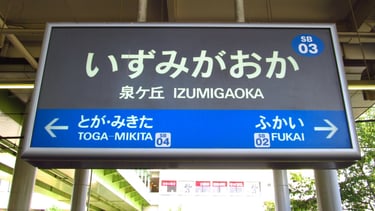 SB
03
いずみがおか
泉ケ丘 IZUMIGAOKA
← とが・みきた ふかい →
TOGA-MIKITA SB 04 SB 02 FUKAI